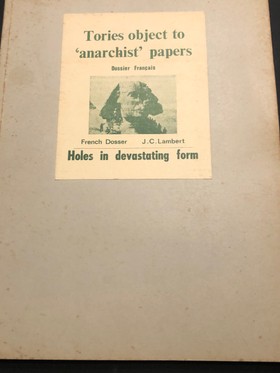 Tories object to
‘anarchist’ papers
Dossier Français
French Dosser J.C. Lambert
Holes in devastating form